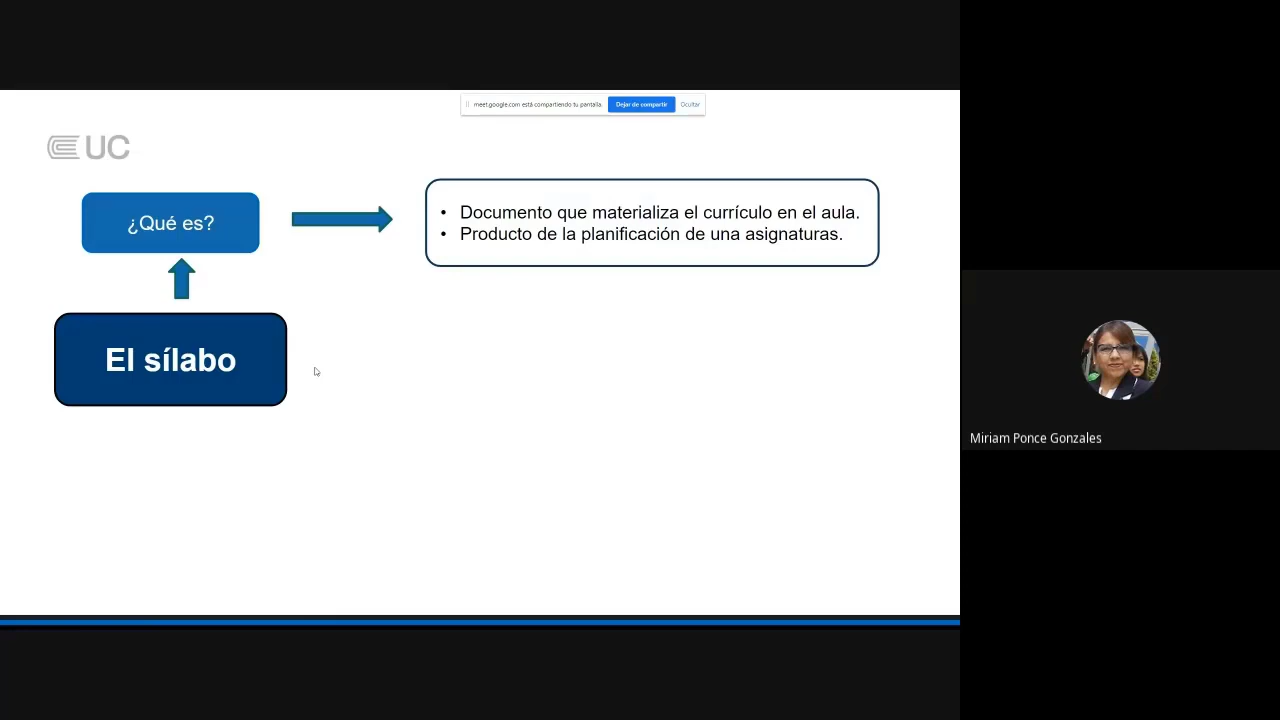 meet.google.com está compartiendo tu pantalla.
Dejar de compartir
Ocultar
UC
¿Qué es?
• Documento que materializa el currículo en el aula.
• Producto de la planificación de una asignaturas.
El sílabo
Miriam Ponce Gonzales